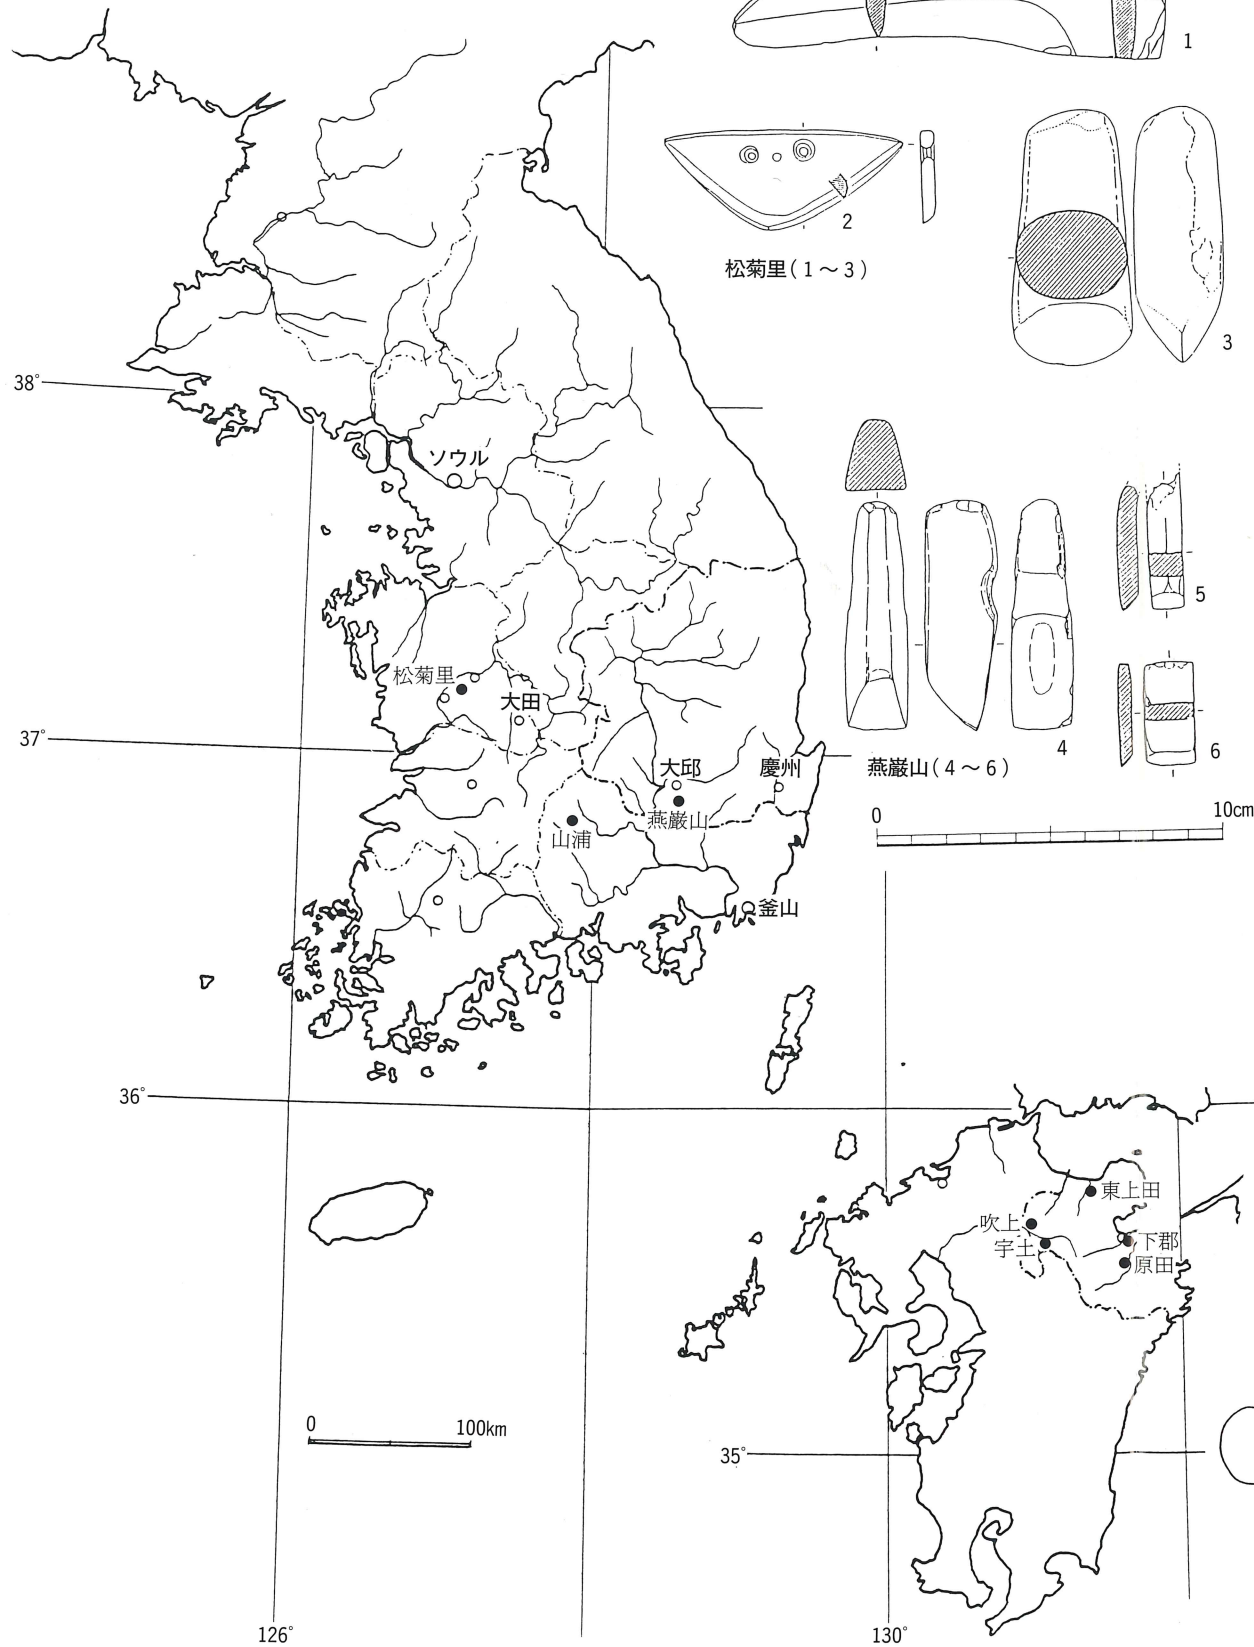 1
2
松菊里(1～3)
3
38°
ソウル
5
松菊里
大田
6
4
37°
大邱
慶州
燕巌山(4～6)
燕巌山
山浦
0 10cm
釜山
36°
東上田
吹上
宇土
下郡
原田
0 100km
35°
126°
130°